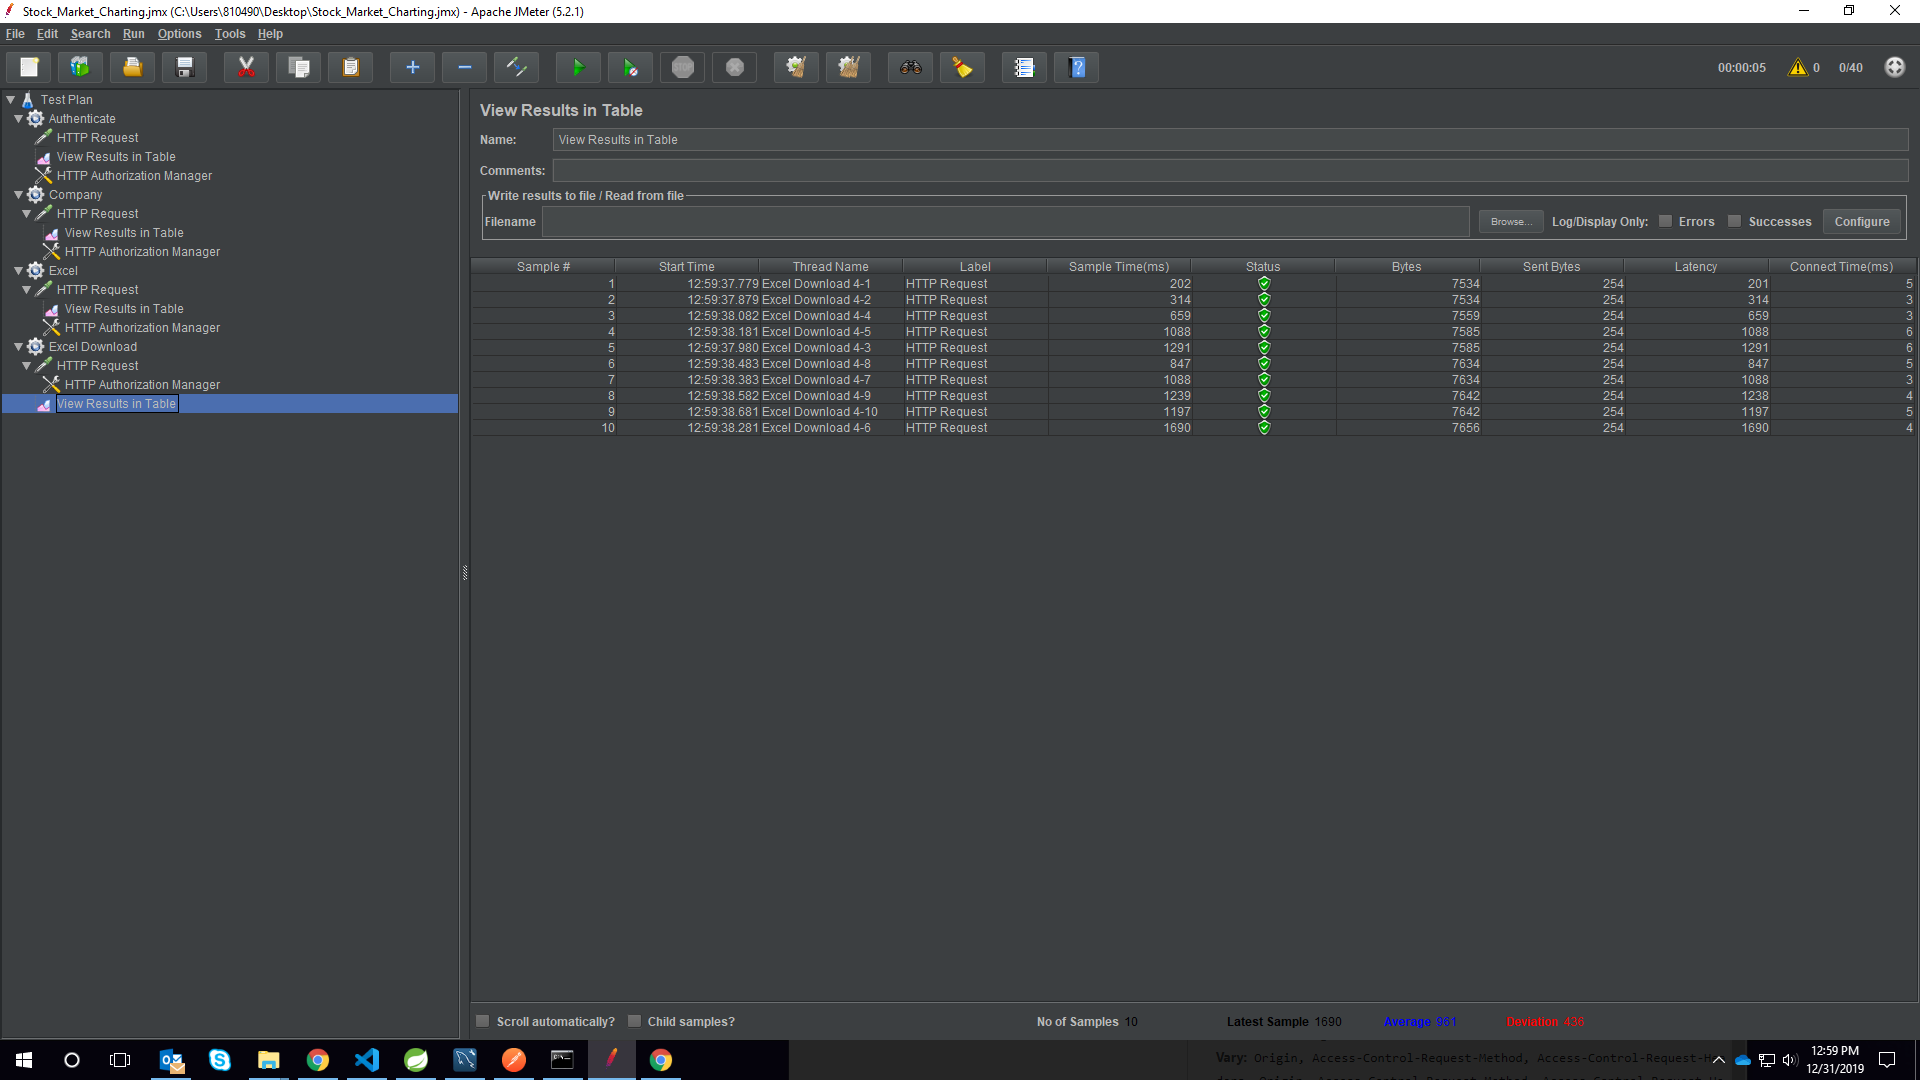 Stock_Market_Charting.jmx (C:\Users\810490\Desktop\Stock_Market_Charting.jmx) - Apache JMeter (5.2.1)
File Edit Search Run Options Tools Help
STOP
00:00:05 0 0/40
Test Plan
Authenticate
HTTP Request
View Results in Table
HTTP Authorization Manager
Company
HTTP Request
View Results in Table
HTTP Authorization Manager
Excel
HTTP Request
View Results in Table
HTTP Authorization Manager
Excel Download
HTTP Request
HTTP Authorization Manager
View Results in Table
View Results in Table
Name: View Results in Table
Comments:
Write results to file / Read from file
Filename Browse... Log/Display Only: Errors Successes Configure
Sample # Start Time Thread Name Label Sample Time(ms) Status Bytes Sent Bytes Latency Connect Time(ms)
1 12:59:37.779 Excel Download 4-1 HTTP Request 202 7534 254 201 5
2 12:59:37.879 Excel Download 4-2 HTTP Request 314 7534 254 314 3
3 12:59:38.082 Excel Download 4-4 HTTP Request 659 7559 254 659 3
4 12:59:38.181 Excel Download 4-5 HTTP Request 1088 7585 254 1088 6
5 12:59:37.980 Excel Download 4-3 HTTP Request 1291 7585 254 1291 6
6 12:59:38.483 Excel Download 4-8 HTTP Request 847 7634 254 847 5
7 12:59:38.383 Excel Download 4-7 HTTP Request 1088 7634 254 1088 3
8 12:59:38.582 Excel Download 4-9 HTTP Request 1239 7642 254 1238 4
9 12:59:38.681 Excel Download 4-10 HTTP Request 1197 7642 254 1197 5
10 12:59:38.281 Excel Download 4-6 HTTP Request 1690 7656 254 1690 4
Scroll automatically? Child samples? No of Samples 10 Latest Sample 1690 Average 961 Deviation 436
Vary: Origin, Access-Control-Request-Method, Access-Control-Request-H
12:59 PM
12/31/2019